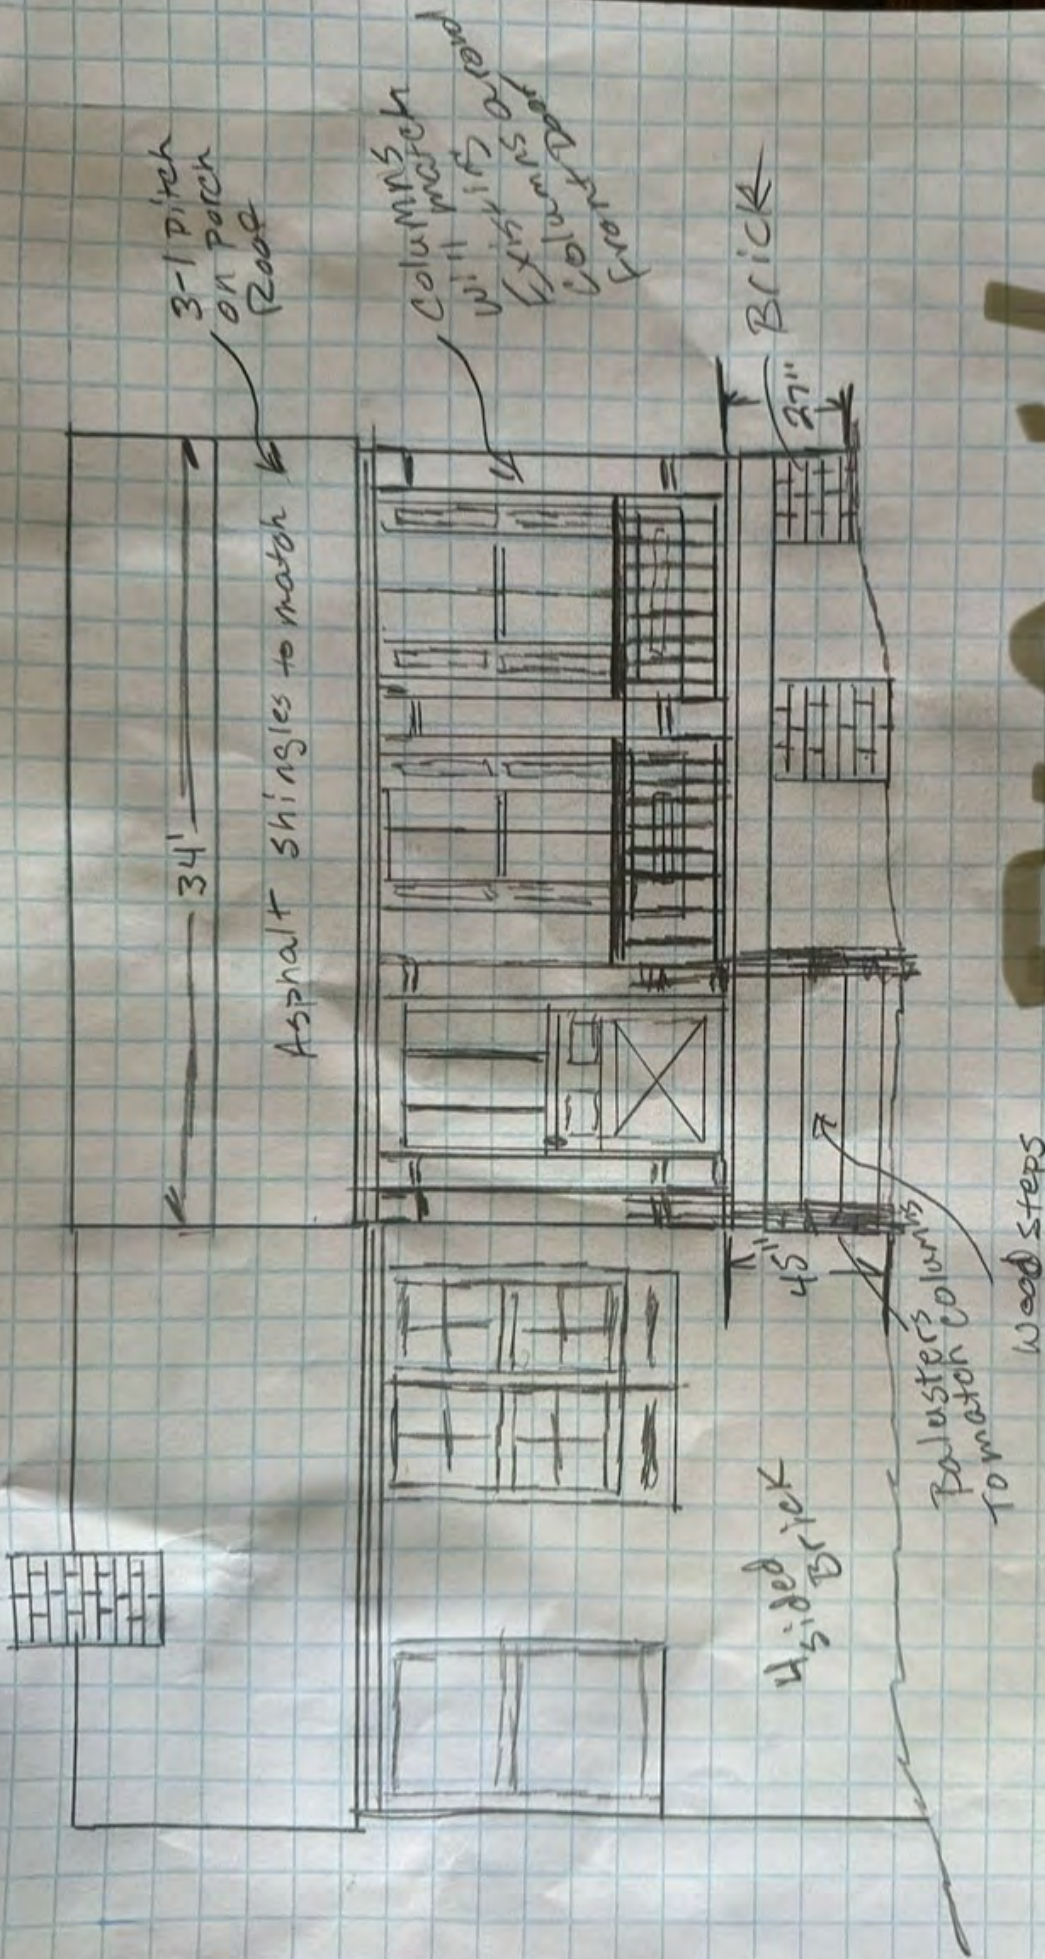 3-1 pitch
on porch
Roof
34'
Asphalt shingles to match
Columns
will match
Existing
Columns around
Front Door
Brick
27"
45"
4 sided
Brick
Balusters
To match columns
Wood Steps